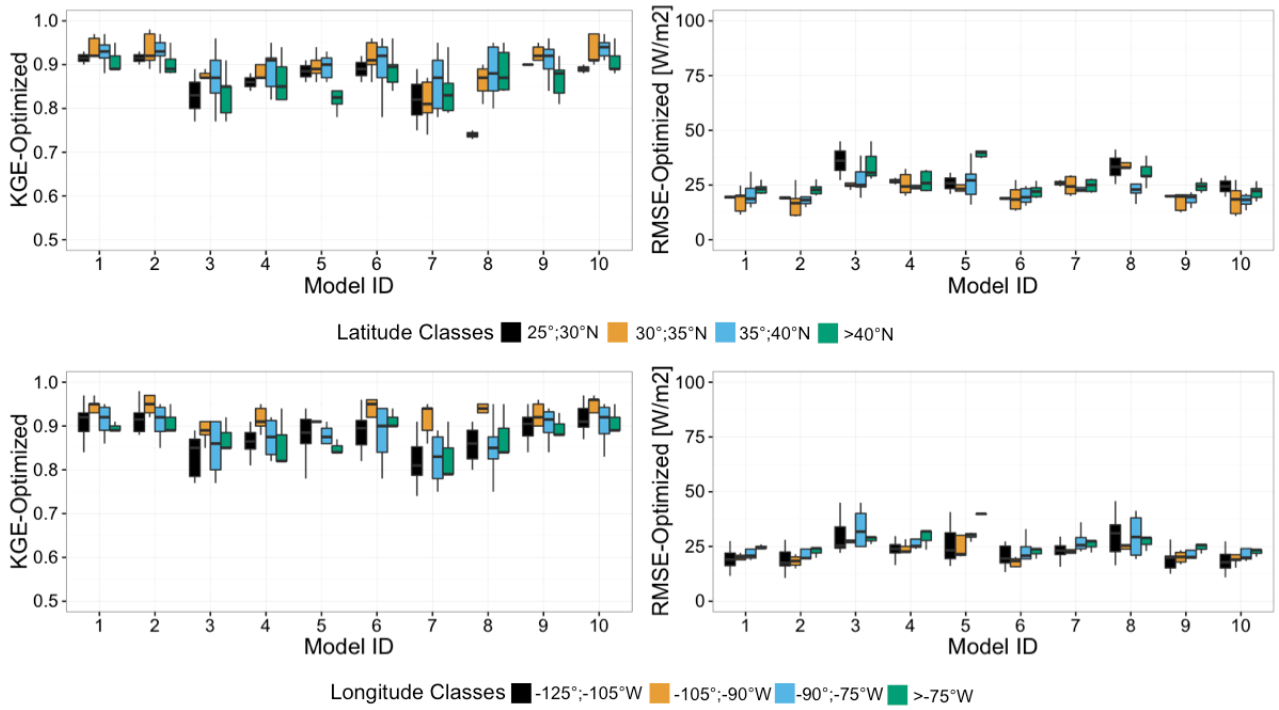 KGE-Optimized
1.0
0.9
0.8
0.7
0.6
0.5
1 2 3 4 5 6 7 8 9 10
Model ID
RMSE-Optimized [W/m2]
100
75
50
25
0
1 2 3 4 5 6 7 8 9 10
Model ID
Latitude Classes 25°;30°N 30°;35°N 35°;40°N >40°N
KGE-Optimized
1.0
0.9
0.8
0.7
0.6
0.5
1 2 3 4 5 6 7 8 9 10
Model ID
RMSE-Optimized [W/m2]
100
75
50
25
0
1 2 3 4 5 6 7 8 9 10
Model ID
Longitude Classes -125°;-105°W -105°;-90°W -90°;-75°W >-75°W